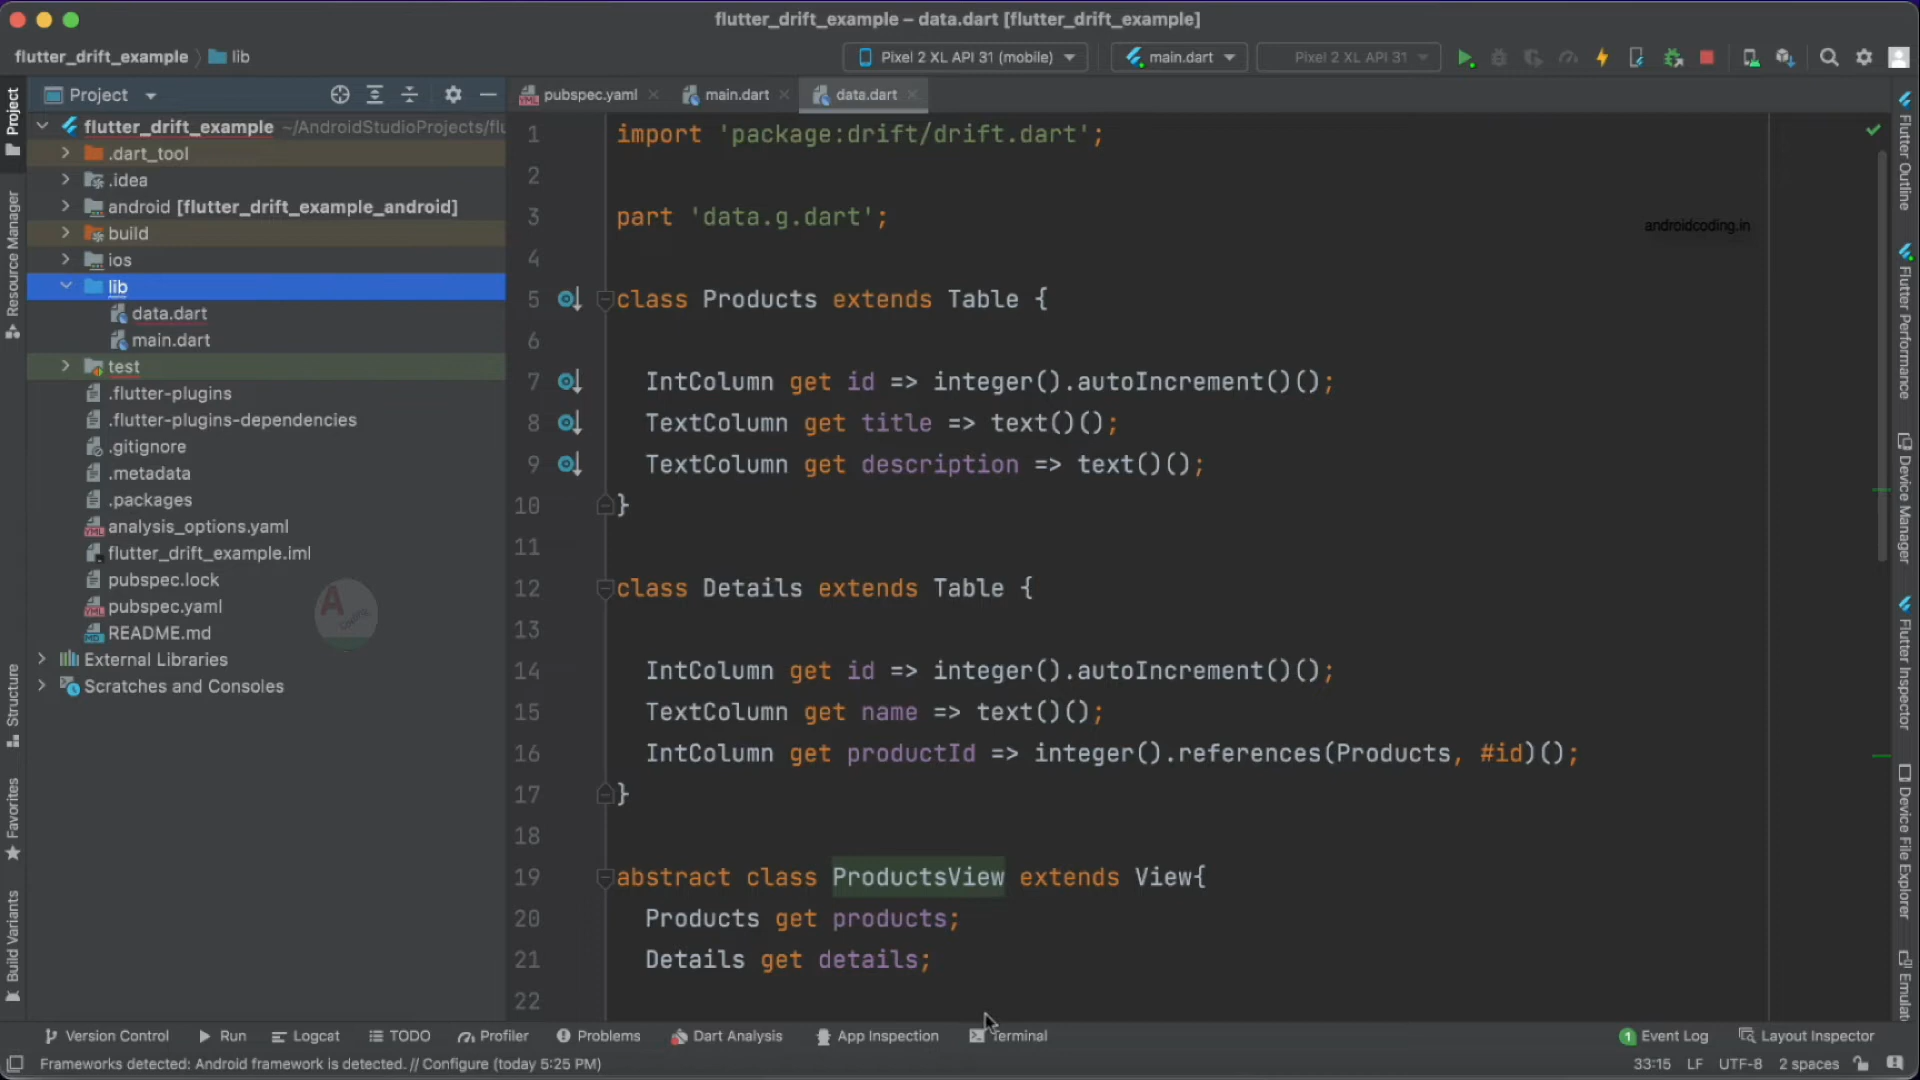 flutter_drift_example – data.dart [flutter_drift_example]
flutter_drift_example
lib
Pixel 2 XL API 31 (mobile)
main.dart
Pixel 2 XL API 31
Project
pubspec.yaml
main.dart
data.dart
flutter_drift_example ~/AndroidStudioProjects/flu
.dart_tool
.idea
android [flutter_drift_example_android]
build
ios
lib
data.dart
main.dart
test
.flutter-plugins
.flutter-plugins-dependencies
.gitignore
.metadata
.packages
analysis_options.yaml
flutter_drift_example.iml
pubspec.lock
pubspec.yaml
README.md
External Libraries
Scratches and Consoles
Project
Resource Manager
Structure
Favorites
Build Variants
1 import 'package:drift/drift.dart';
2
3 part 'data.g.dart';
4
5 class Products extends Table {
6
7 IntColumn get id => integer().autoIncrement()();
8 TextColumn get title => text()();
9 TextColumn get description => text()();
10 }
11
12 class Details extends Table {
13
14 IntColumn get id => integer().autoIncrement()();
15 TextColumn get name => text()();
16 IntColumn get productId => integer().references(Products, #id)();
17 }
18
19 abstract class ProductsView extends View{
20 Products get products;
21 Details get details;
22
androidcoding.in
A
Coding
Flutter Outline
Flutter Performance
Device Manager
Flutter Inspector
Device File Explorer
Emulato
Version Control
Run
Logcat
TODO
Profiler
Problems
Dart Analysis
App Inspection
Terminal
1 Event Log
Layout Inspector
Frameworks detected: Android framework is detected. // Configure (today 5:25 PM)
33:15 LF UTF-8 2 spaces